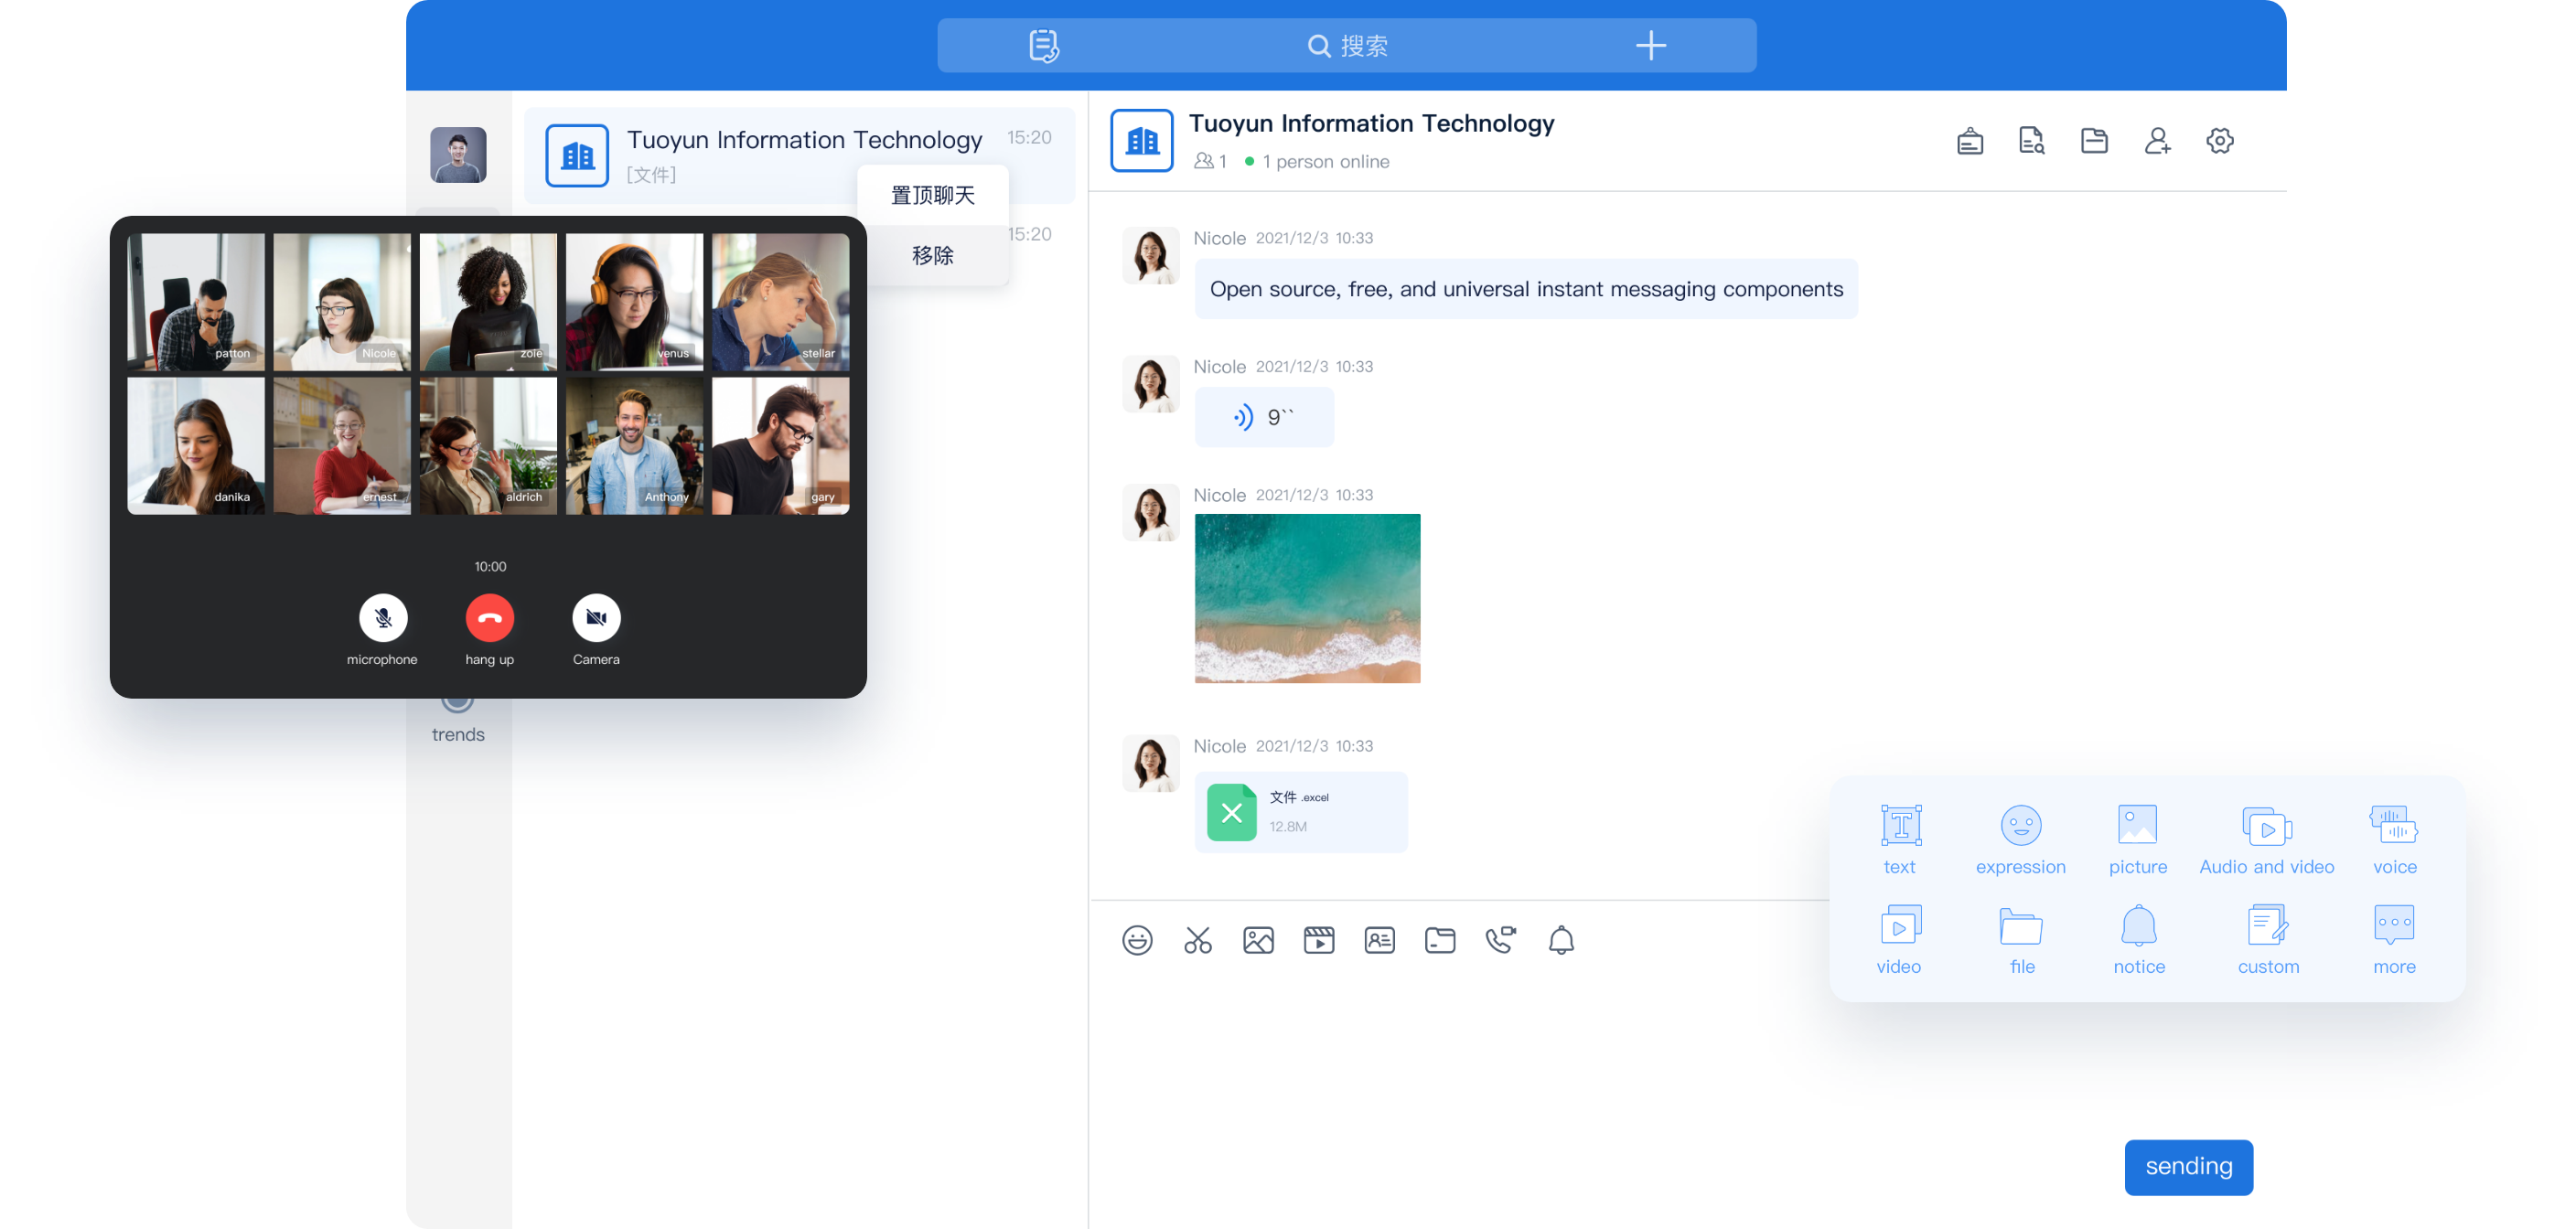 搜索
Tuoyun Information Technology 15:20
[文件]
置顶聊天
移除
15:20
patton
Nicole
zoie
venus
stellar
danika
ernest
aldrich
Anthony
gary
10:00
microphone
hang up
Camera
trends
Tuoyun Information Technology
1 1 person online
Nicole 2021/12/3 10:33
Open source, free, and universal instant messaging components
Nicole 2021/12/3 10:33
9``
Nicole 2021/12/3 10:33
Nicole 2021/12/3 10:33
文件 .excel
12.8M
text expression picture Audio and video voice
video file notice custom more
sending